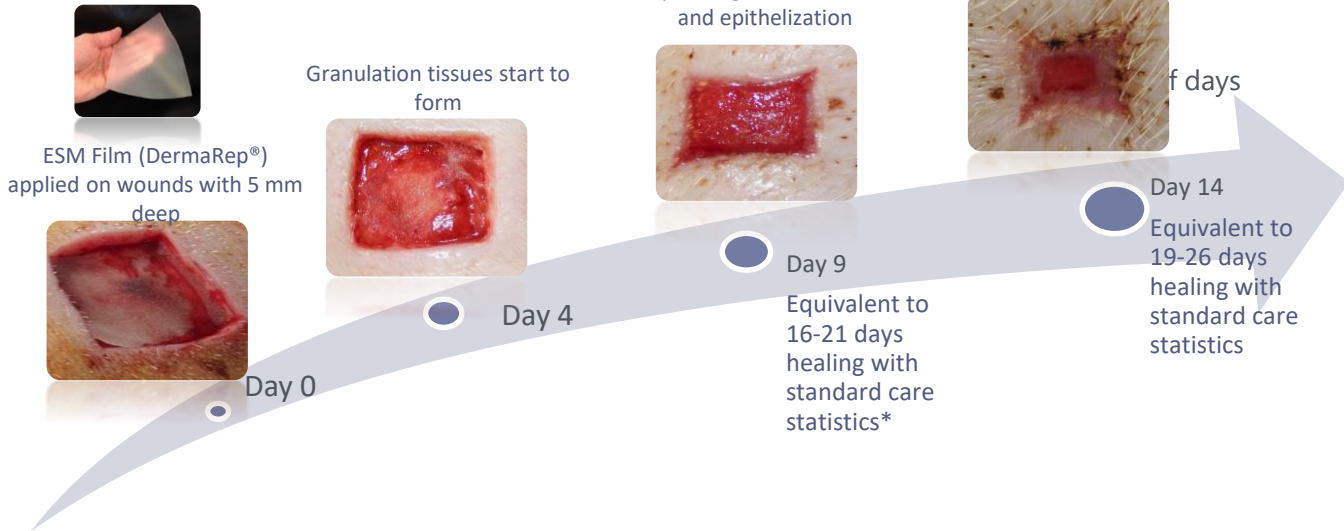 and epithelization
Granulation tissues start to
form
f days
ESM Film (DermaRep®)
applied on wounds with 5 mm
deep
Day 14
Equivalent to
19-26 days
healing with
standard care
statistics
Day 9
Equivalent to
16-21 days
healing with
standard care
statistics*
Day 4
Day 0